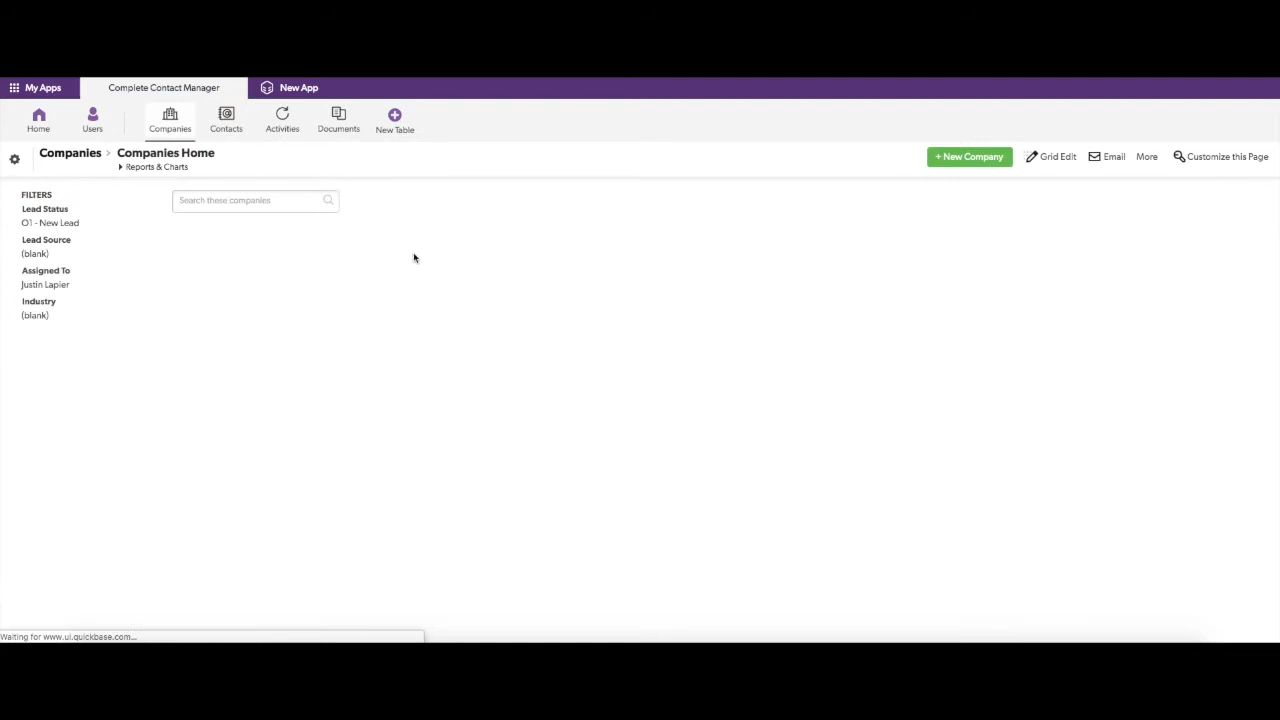 My Apps
Complete Contact Manager
New App
Home
Users
Companies
Contacts
Activities
Documents
New Table
Companies › Companies Home
Reports & Charts
+ New Company
Grid Edit
Email
More
Customize this Page
FILTERS
Lead Status
O1 - New Lead
Lead Source
(blank)
Assigned To
Justin Lapier
Industry
(blank)
Search these companies
Waiting for www.ui.quickbase.com...